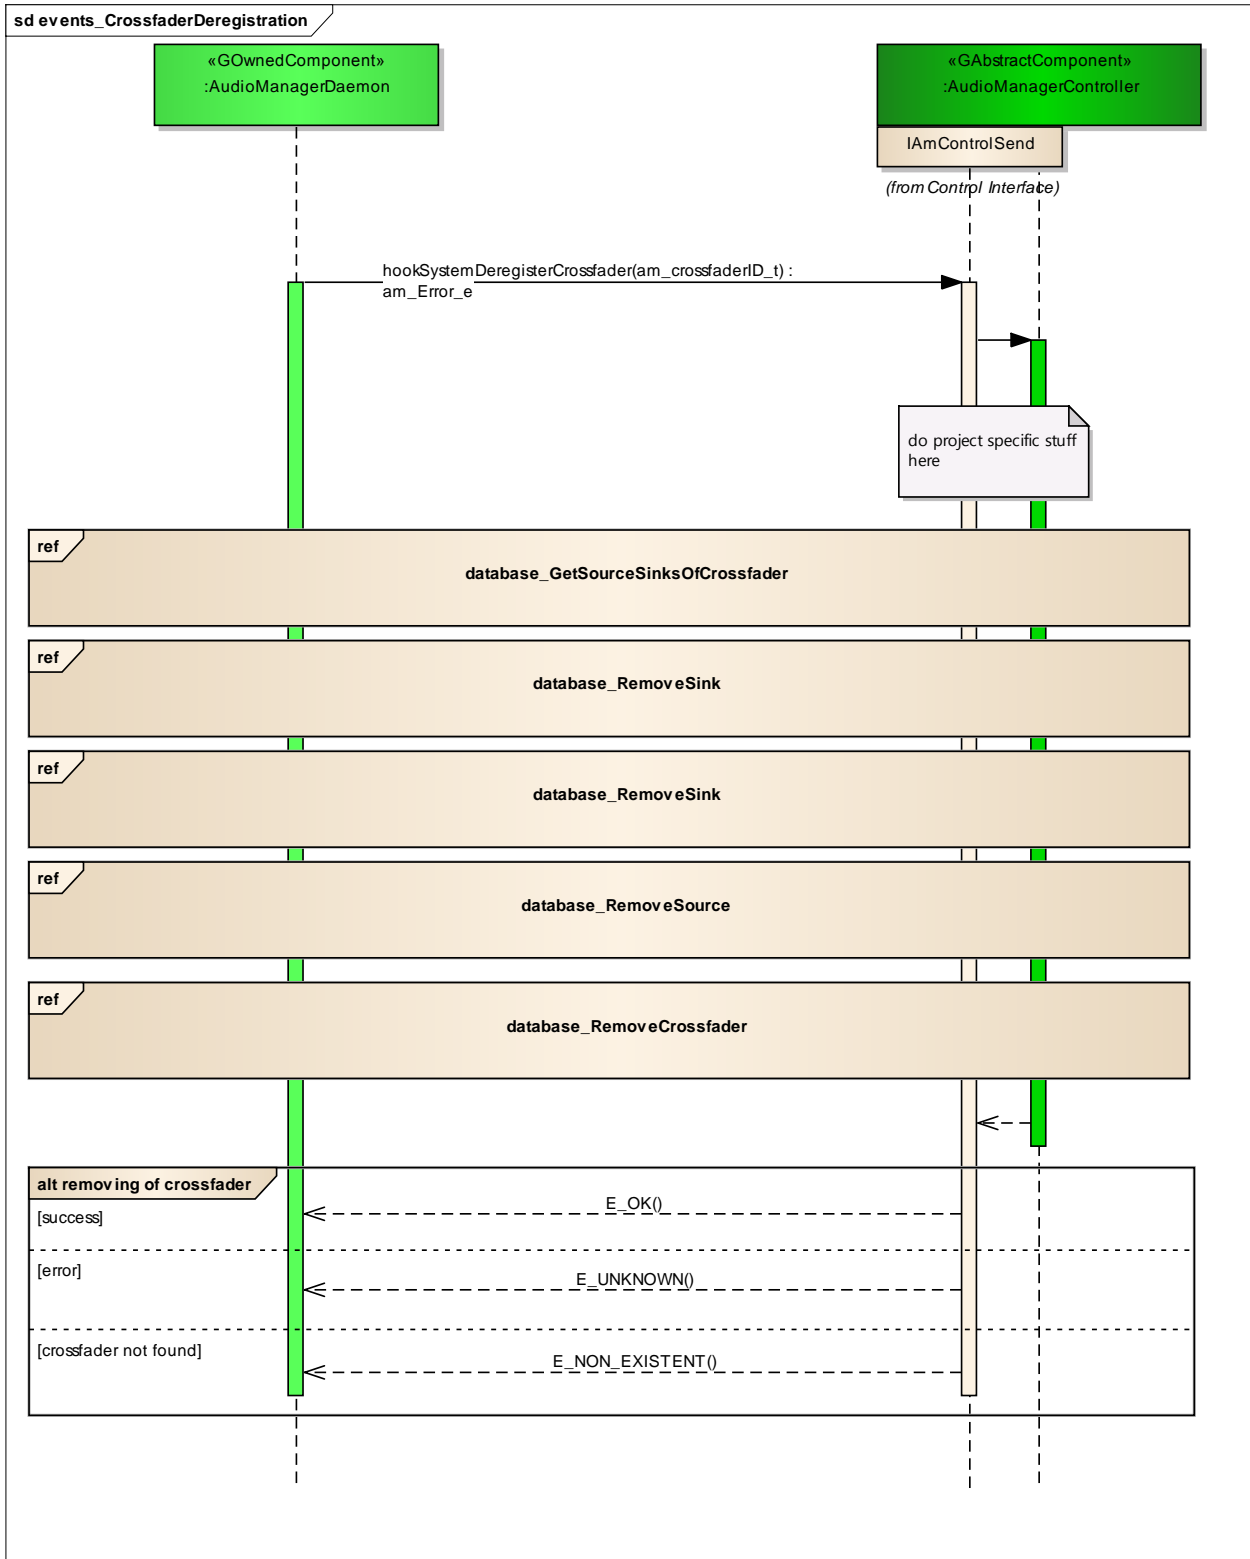 sd events_CrossfaderDeregistration
«GOwnedComponent»
:AudioManagerDaemon
«GAbstractComponent»
:AudioManagerController
IAmControlSend
(from Control Interface)
hookSystemDeregisterCrossfader(am_crossfaderID_t) :
am_Error_e
do project specific stuff
here
ref
database_GetSourceSinksOfCrossfader
ref
database_RemoveSink
ref
database_RemoveSink
ref
database_RemoveSource
ref
database_RemoveCrossfader
alt removing of crossfader
[success]
E_OK()
[error]
E_UNKNOWN()
[crossfader not found]
E_NON_EXISTENT()